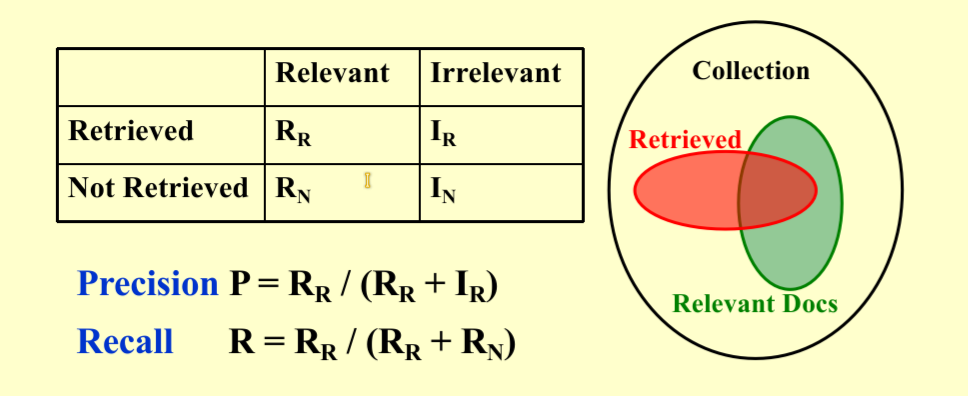 Relevant Irrelevant
Retrieved R_R I_R
Not Retrieved R_N I_N
Precision P = R_R / (R_R + I_R)
Recall R = R_R / (R_R + R_N)
Collection
Retrieved
Relevant Docs